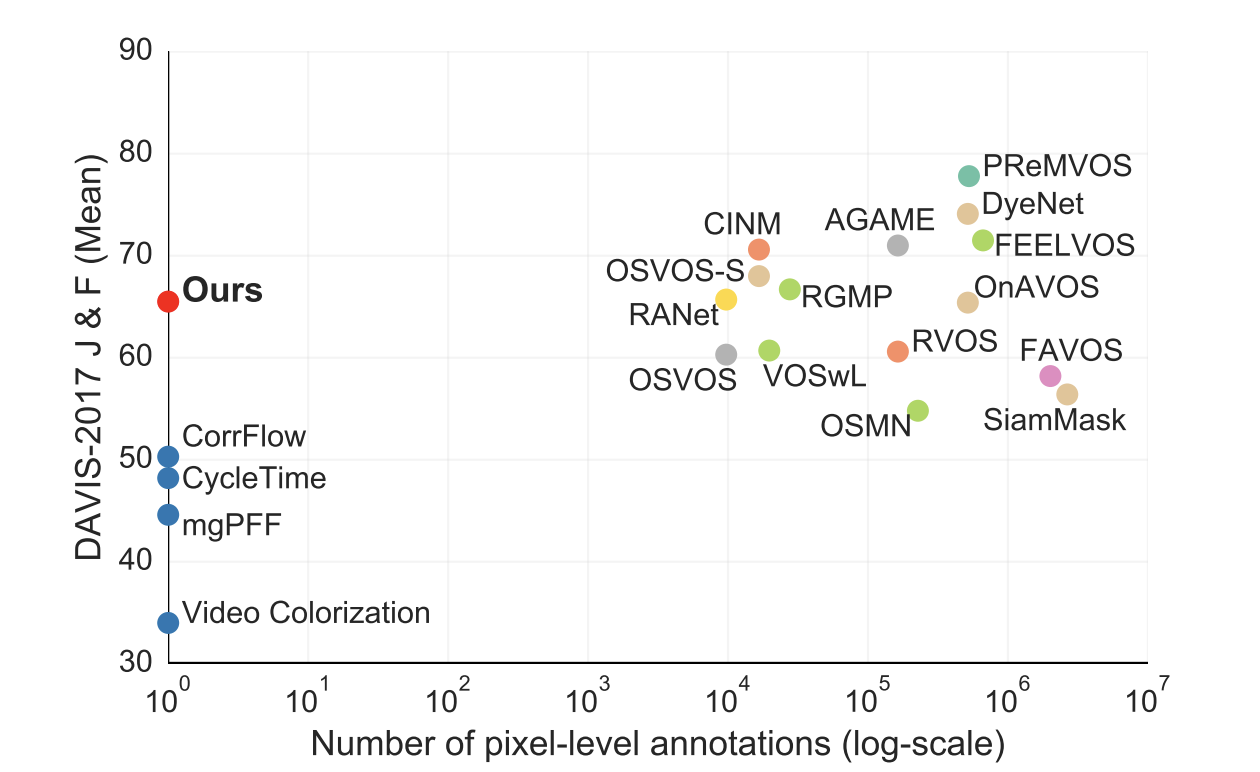 90
80
70
60
50
40
30
DAVIS-2017 J & F (Mean)
PReMVOS
DyeNet
CINM
AGAME
FEELVOS
OSVOS-S
OnAVOS
Ours
RGMP
RANet
RVOS
FAVOS
OSVOS
VOSwL
OSMN
SiamMask
CorrFlow
CycleTime
mgPFF
Video Colorization
10^0 10^1 10^2 10^3 10^4 10^5 10^6 10^7
Number of pixel-level annotations (log-scale)